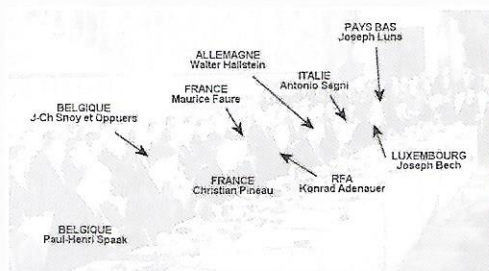 PAYS BAS
Joseph Luns
ALLEMAGNE
Walter Hallstein
ITALIE
Antonio Segni
FRANCE
Maurice Faure
BELGIQUE
J-Ch Snoy et Oppuers
LUXEMBOURG
Joseph Bech
FRANCE
Christian Pineau
RFA
Konrad Adenauer
BELGIQUE
Paul-Henri Spaak